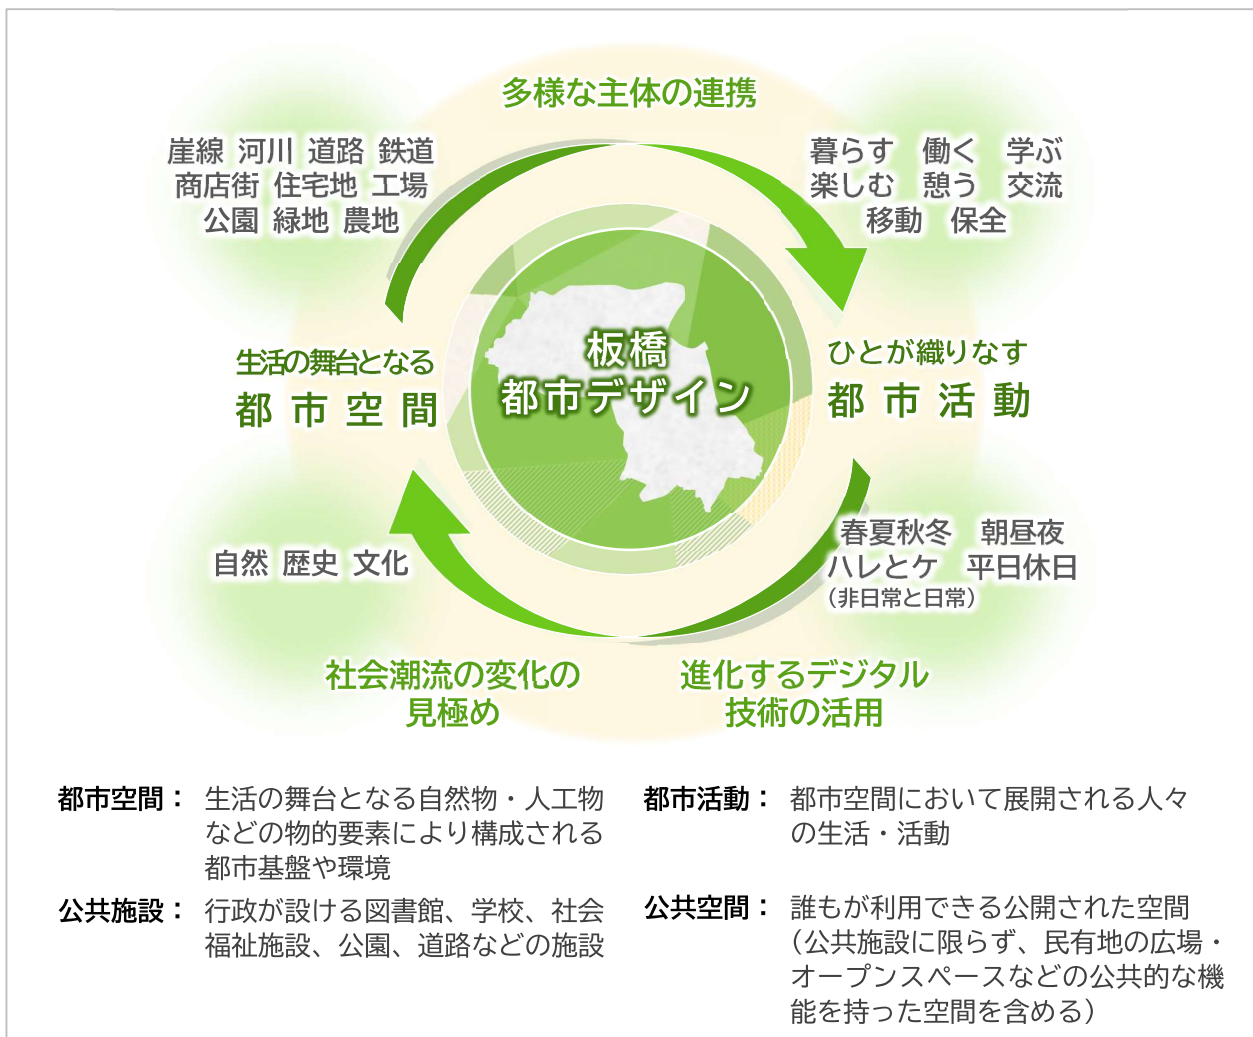 多様な主体の連携
崖線 河川 道路 鉄道
商店街 住宅地 工場
公園 緑地 農地
暮らす 働く 学ぶ
楽しむ 憩う 交流
移動 保全
生活の舞台となる
都市空間
板橋
都市デザイン
ひとが織りなす
都市活動
自然 歴史 文化
春夏秋冬 朝昼夜
ハレとケ 平日休日
（非日常と日常）
社会潮流の変化の
見極め
進化するデジタル
技術の活用
都市空間： 生活の舞台となる自然物・人工物
などの物的要素により構成される
都市基盤や環境
都市活動： 都市空間において展開される人々
の生活・活動
公共施設： 行政が設ける図書館、学校、社会
福祉施設、公園、道路などの施設
公共空間： 誰もが利用できる公開された空間
（公共施設に限らず、民有地の広場・
オープンスペースなどの公共的な機
能を持った空間を含める）